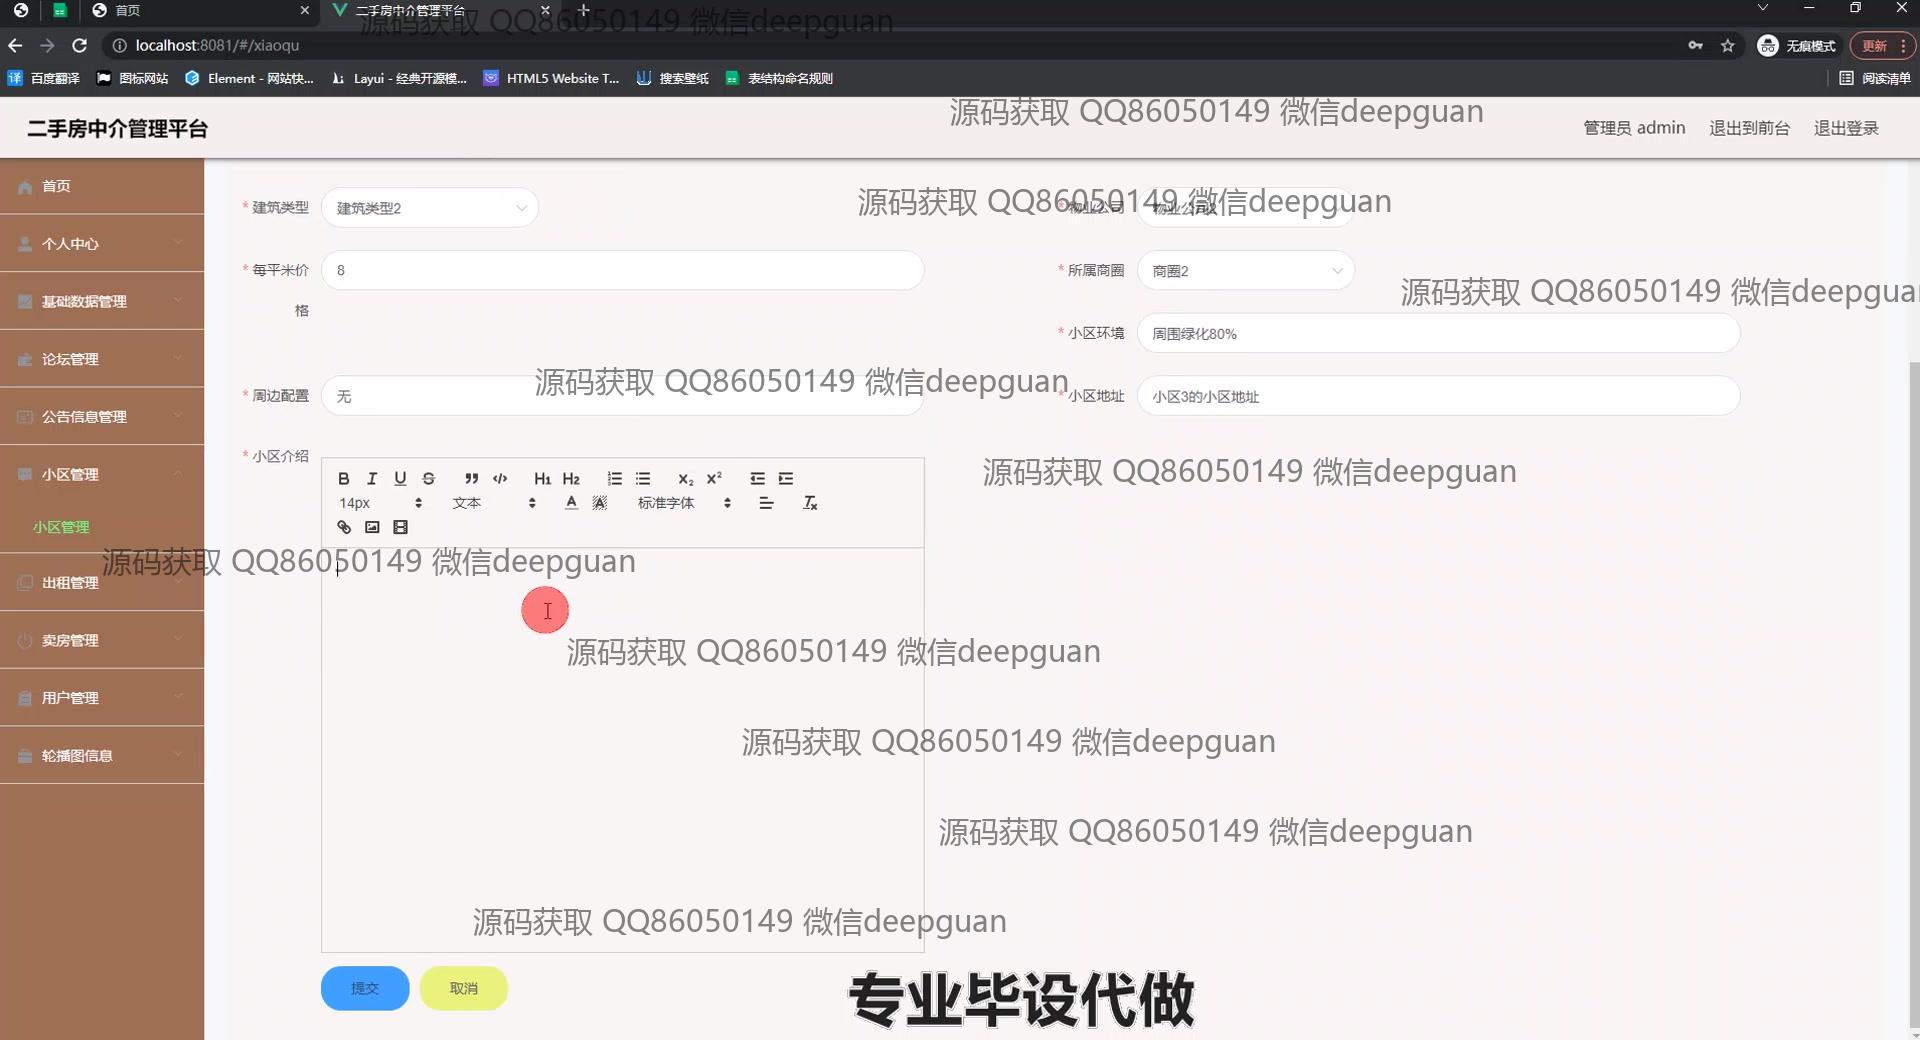 首页
二手房中介管理平台
源码获取 QQ86050149 微信deepguan
localhost:8081/#/xiaoqu
无痕模式
更新
百度翻译
图标网站
Element - 网站快...
Layui - 经典开源模...
HTML5 Website T...
搜索壁纸
表结构命名规则
阅读清单
二手房中介管理平台
源码获取 QQ86050149 微信deepguan
管理员 admin
退出到前台
退出登录
首页
个人中心
基础数据管理
论坛管理
公告信息管理
小区管理
小区管理
出租管理
卖房管理
用户管理
轮播图信息
* 建筑类型
建筑类型2
源码获取 QQ86050149 微信deepguan
* 物业公司
物业公司2
* 每平米价格
8
* 所属商圈
商圈2
源码获取 QQ86050149 微信deepgua
* 小区环境
周围绿化80%
* 周边配置
无
源码获取 QQ86050149 微信deepguan
* 小区地址
小区3的小区地址
* 小区介绍
源码获取 QQ86050149 微信deepguan
B I U S H1 H2 X2 X2
14px
文本
A A
标准字体
源码获取 QQ86050149 微信deepguan
源码获取 QQ86050149 微信deepguan
源码获取 QQ86050149 微信deepguan
源码获取 QQ86050149 微信deepguan
源码获取 QQ86050149 微信deepguan
提交
取消
专业毕设代做